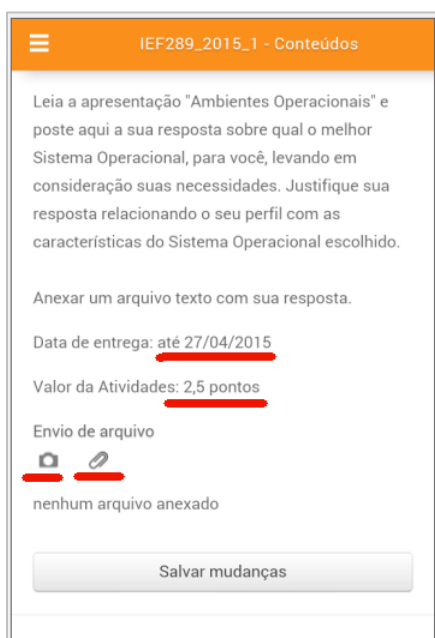 IEF289_2015_1 - Conteúdos
Leia a apresentação "Ambientes Operacionais" e
poste aqui a sua resposta sobre qual o melhor
Sistema Operacional, para você, levando em
consideração suas necessidades. Justifique sua
resposta relacionando o seu perfil com as
características do Sistema Operacional escolhido.
Anexar um arquivo texto com sua resposta.
Data de entrega: até 27/04/2015
Valor da Atividades: 2,5 pontos
Envio de arquivo
nenhum arquivo anexado
Salvar mudanças